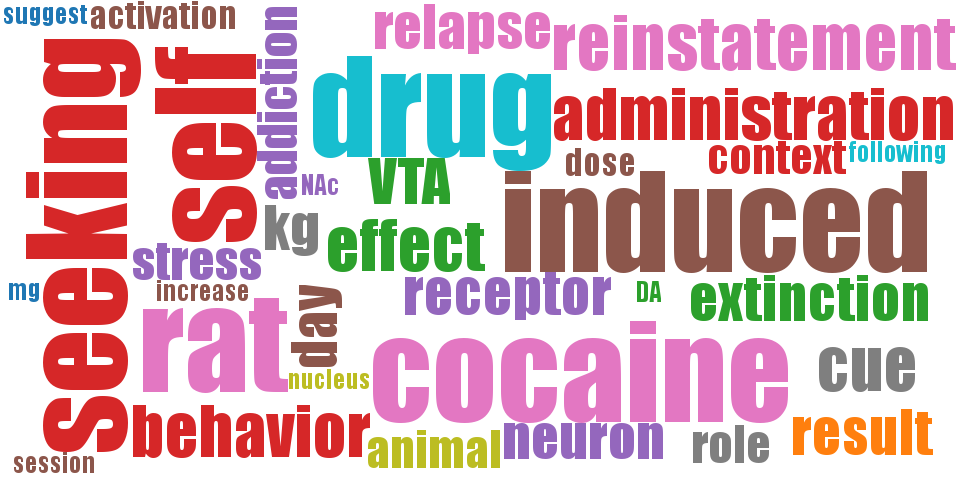 suggest
activation
relapse
reinstatement
seeking
self
addiction
drug
administration
context
following
dose
NAc
VTA
induced
kg
effect
stress
receptor
mg
increase
DA
extinction
day
rat
cocaine
cue
nucleus
behavior
animal
neuron
role
result
session